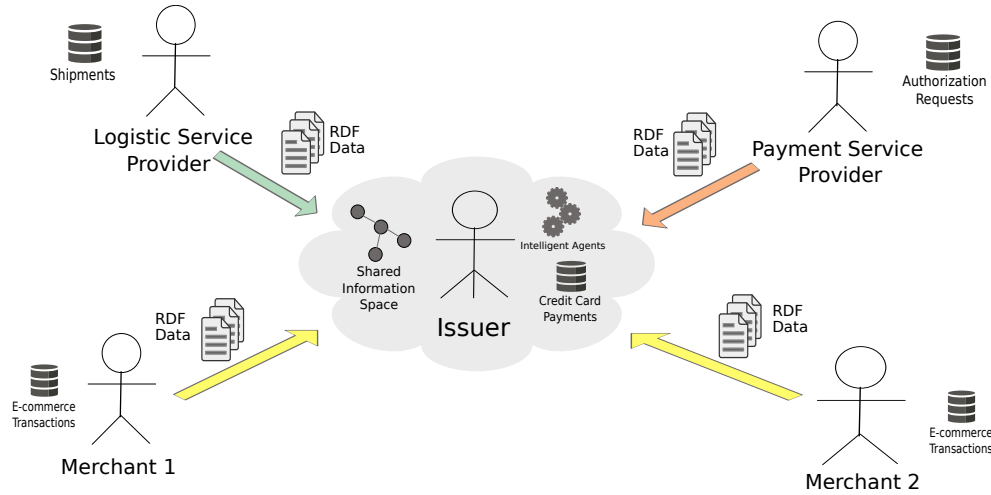 Shipments
Logistic Service
Provider
RDF
Data
RDF
Data
Authorization
Requests
Payment Service
Provider
Shared
Information
Space
Issuer
Intelligent Agents
Credit Card
Payments
E-commerce
Transactions
Merchant 1
RDF
Data
RDF
Data
E-commerce
Transactions
Merchant 2